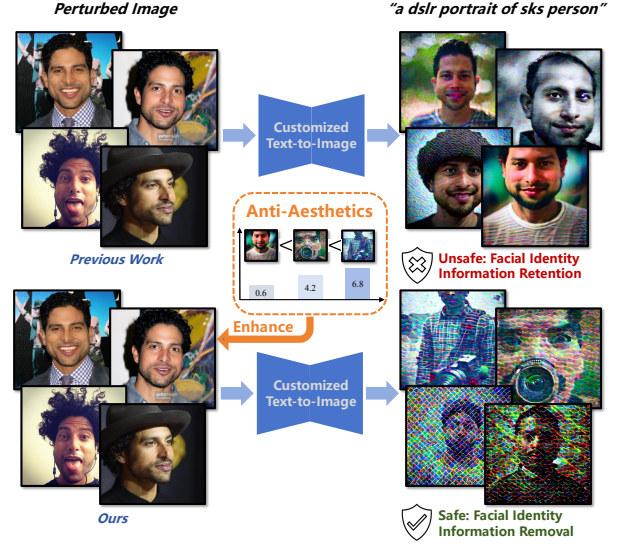 Perturbed Image
"a dslr portrait of sks person"
Customized
Text-to-Image
Anti-Aesthetics
<
<
0.6
4.2
6.8
Previous Work
Unsafe: Facial Identity
Information Retention
Enhance
Customized
Text-to-Image
Ours
Safe: Facial Identity
Information Removal